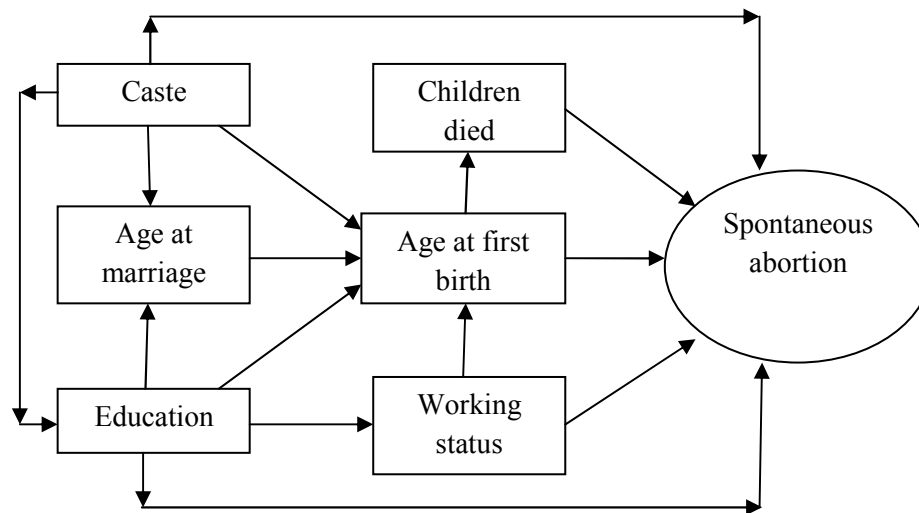 Caste
Children
died
Age at
marriage
Age at first
birth
Spontaneous
abortion
Education
Working
status